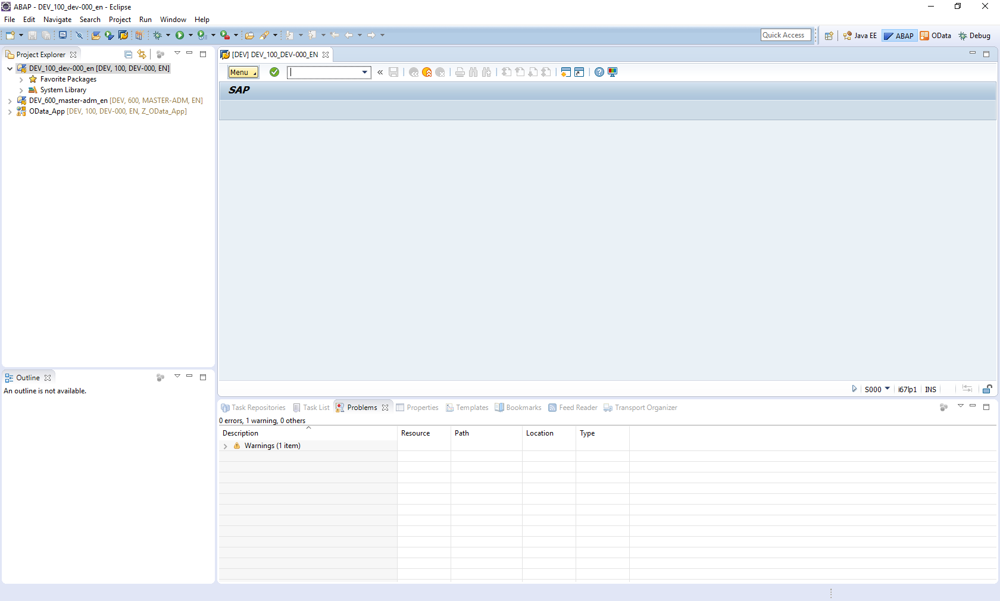 ABAP - DEV_100_dev-000_en - Eclipse
File Edit Navigate Search Project Run Window Help
Quick Access Java EE ABAP OData Debug
Project Explorer
DEV_100_dev-000_en [DEV, 100, DEV-000, EN]
Favorite Packages
System Library
DEV_600_master-adm_en [DEV, 600, MASTER-ADM, EN]
OData_App [DEV, 100, DEV-000, EN, Z_OData_App]
[DEV] DEV_100_DEV-000_EN
Menu
SAP
S000 i67lp1 INS
Outline
An outline is not available.
Task Repositories Task List Problems Properties Templates Bookmarks Feed Reader Transport Organizer
0 errors, 1 warning, 0 others
Description Resource Path Location Type
Warnings (1 item)